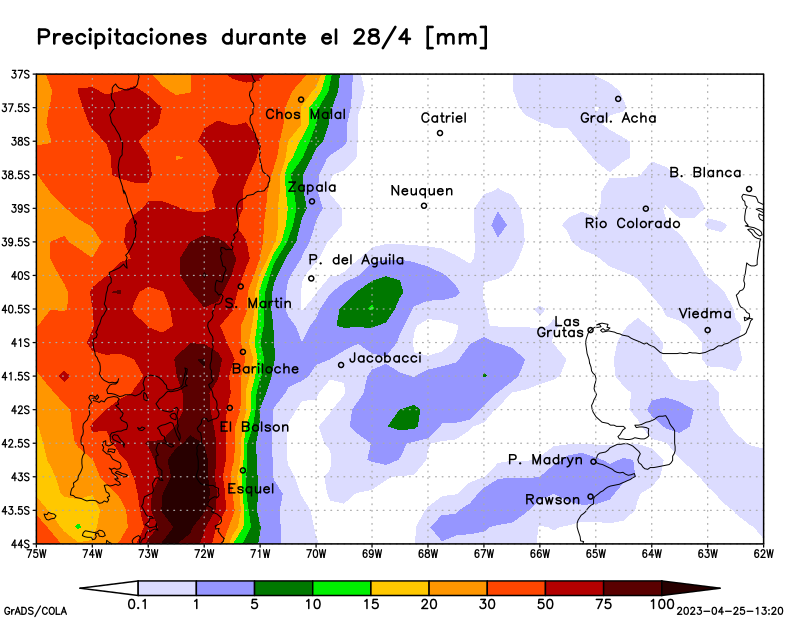 Precipitaciones durante el 28/4 [mm]
37S
37.5S
38S
38.5S
39S
39.5S
40S
40.5S
41S
41.5S
42S
42.5S
43S
43.5S
44S
Chos Malal
Catriel
Gral. Acha
B. Blanca
Zapala
Neuquen
Rio Colorado
P. del Aguila
S. Martin
Viedma
Las
Grutas
Jacobacci
Bariloche
El Bolson
P. Madryn
Esquel
Rawson
75W 74W 73W 72W 71W 70W 69W 68W 67W 66W 65W 64W 63W 62W
0.1 1 5 10 15 20 30 50 75 100
GrADS/COLA
2023-04-25-13:20